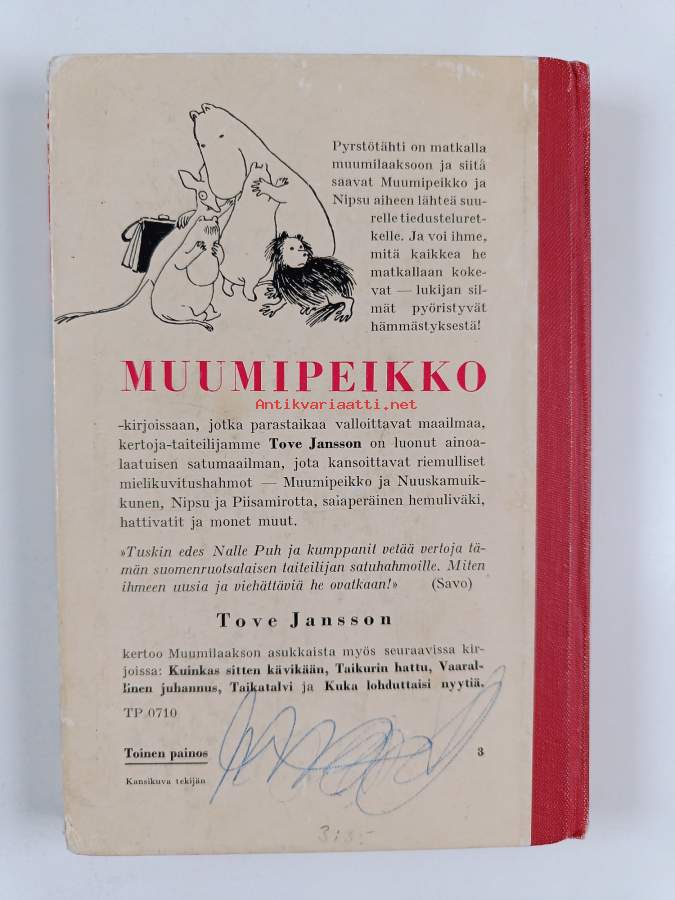 Pyrstötähti on matkalla
muumilaaksoon ja siitä
saavat Muumipeikko ja
Nipsu aiheen lähteä suu-
relle tiedusteluret-
kelle. Ja voi ihme,
mitä kaikkea he
matkallaan koke-
vat — lukijan sil-
mät pyöristyvät
hämmästyksestä!
MUUMIPEIKKO
Antikvariaatti.net
-kirjoissaan, jotka parastaikaa valloittavat maailmaa,
kertoja-taiteilijamme Tove Jansson on luonut ainoa-
laatuisen satumaailman, jota kansoittavat riemulliset
mielikuvitushahmot — Muumipeikko ja Nuuskamuik-
kunen, Nipsu ja Piisamirotta, saiaperäinen hemuliväki,
hattivatit ja monet muut.
»Tuskin edes Nalle Puh ja kumppanit vetää vertoja tä-
män suomenruotsalaisen taiteilijan satuhahmoille. Miten
ihmeen uusia ja viehättäviä he ovatkaan!» (Savo)
Tove Jansson
kertoo Muumilaakson asukkaista myös seuraavissa kir-
joissa: Kuinkas sitten kävikään, Taikurin hattu, Vaaral-
linen juhannus, Taikatalvi ja Kuka lohduttaisi nyytiä.
TP 0710
Toinen painos 3
Kansikuva tekijän